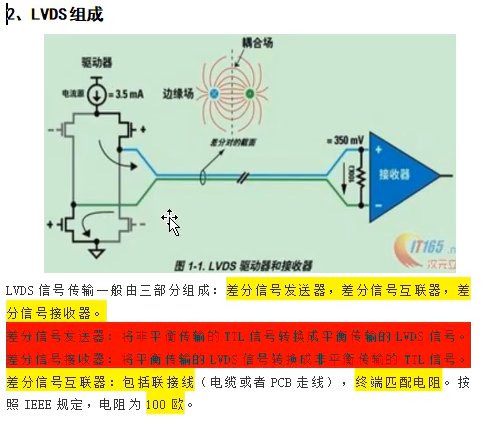 2、LVDS 组成
耦合场
驱动器
电流源
= 3.5 mA
边缘场
差分对的截面
= 350 mV
100Ω
接收器
+
−
图 1-1. LVDS 驱动器和接收器
IT165.
次元立
LVDS 信号传输一般由三部分组成：差分信号发送器，差分信号互联器，差
分信号接收器。
差分信号发送器：将非平衡传输的 TTL 信号转换成平衡传输的 LVDS 信号。
差分信号接收器：将平衡传输的 LVDS 信号转换成非平衡传输的 TTL 信号。
差分信号互联器：包括联接线（电缆或者 PCB 走线），终端匹配电阻。按
照 IEEE 规定，电阻为 100 欧。